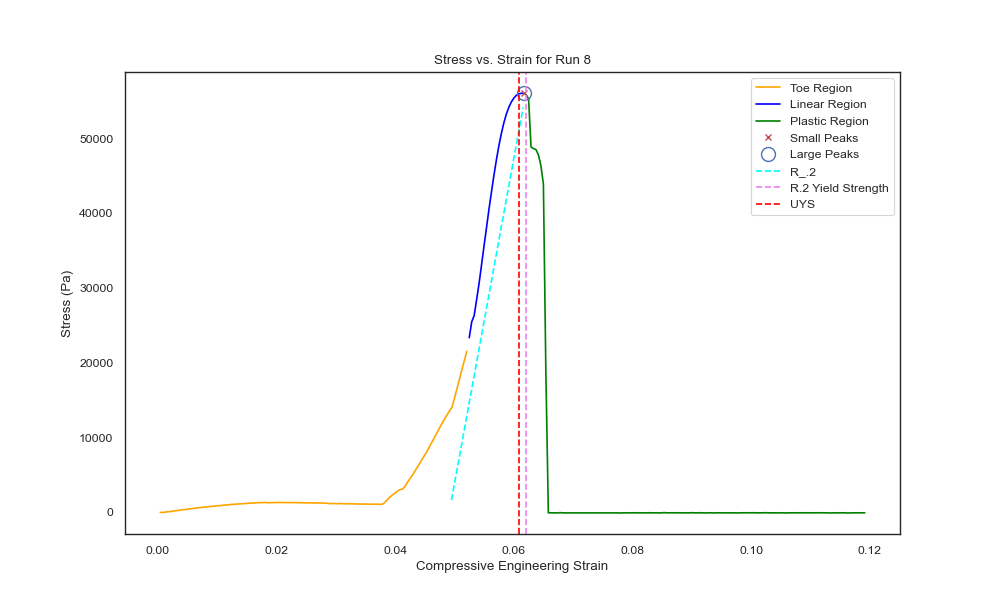 Stress vs. Strain for Run 8
Toe Region
Linear Region
Plastic Region
Small Peaks
Large Peaks
R_.2
R.2 Yield Strength
UYS
Stress (Pa)
50000
40000
30000
20000
10000
0
0.00
0.02
0.04
0.06
0.08
0.10
0.12
Compressive Engineering Strain